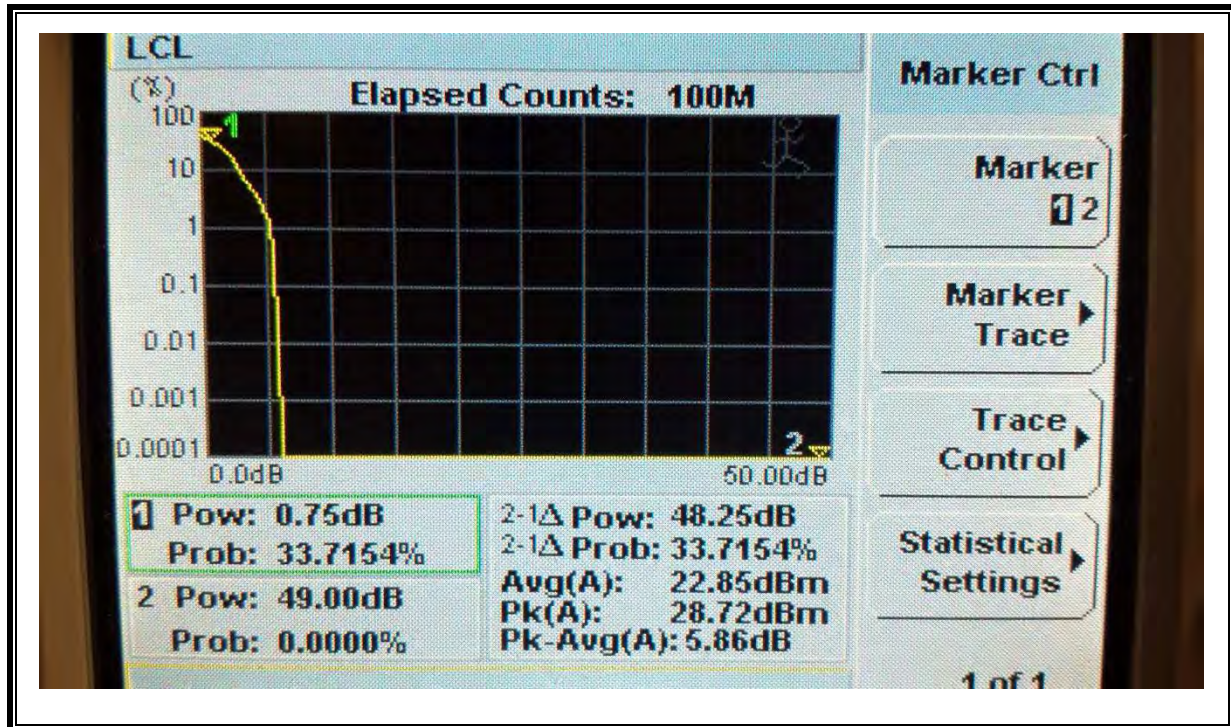 LCL
(%)
Elapsed Counts: 100M
100
1
10
1
0.1
0.01
0.001
0.0001
2
0.0dB
50.00dB
1 Pow: 0.75dB
Prob: 33.7154%
2 Pow: 49.00dB
Prob: 0.0000%
2-1Δ Pow: 48.25dB
2-1Δ Prob: 33.7154%
Avg(A): 22.85dBm
Pk(A): 28.72dBm
Pk-Avg(A): 5.86dB
Marker Ctrl
Marker
1 2
Marker
Trace
Trace
Control
Statistical
Settings
1 of 1